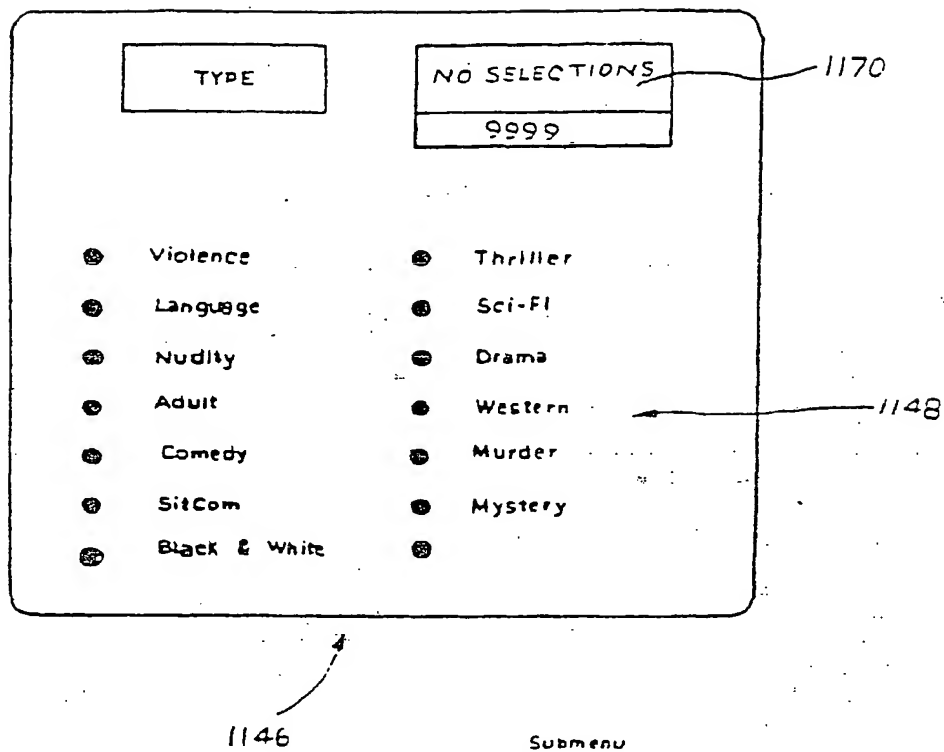 TYPE
NO SELECTIONS
1170
9999
Violence
Thriller
Language
Sci-Fi
Nudity
Drama
Adult
Western
1148
Comedy
Murder
SitCom
Mystery
Black & White
1146
Submenu